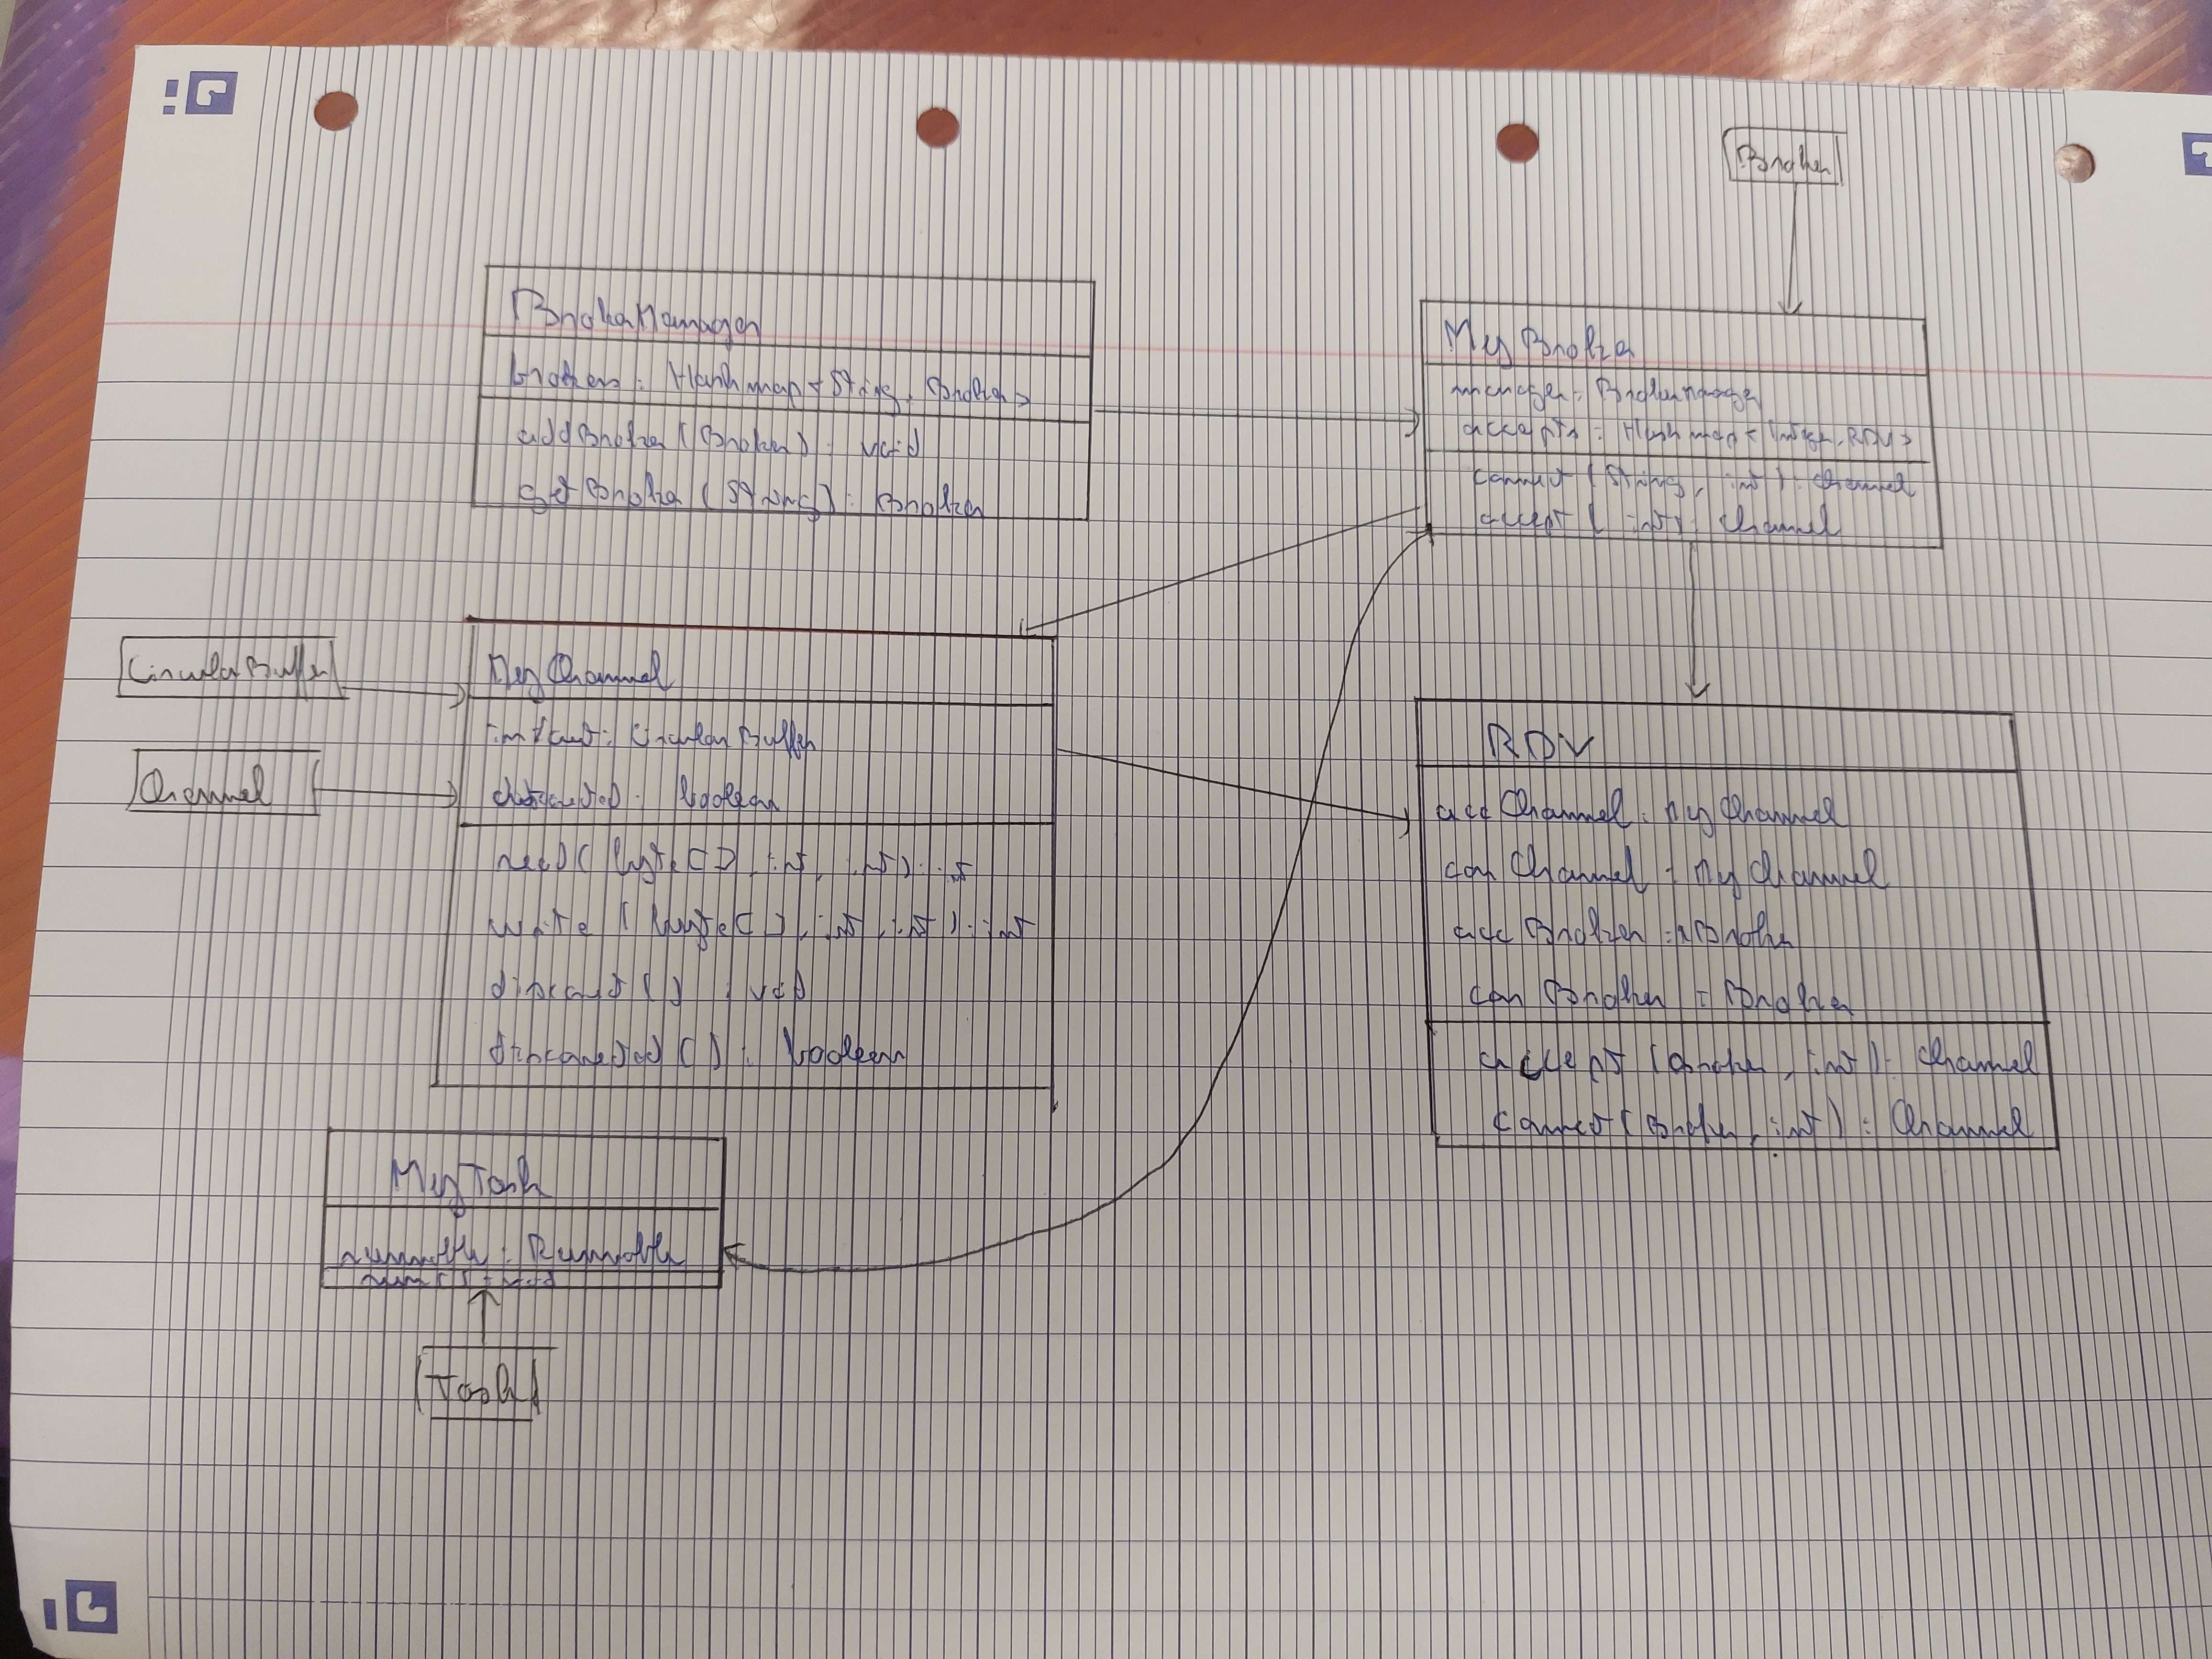 Broker
BrokerManager
brokers : Hashmap <String, Broker>
addBroker (Broker) : void
getBroker (String) : Broker
MyBroker
manager : BrokerManager
accepts : Hashmap <Integer, RDV>
connect (String, int) : Channel
accept (int) : Channel
CircularBuffer
Channel
MyChannel
in/out : CircularBuffer
disconnected : boolean
read (byte[], int, int) : int
write (byte[], int, int) : int
disconnect () : void
disconnected () : boolean
RDV
accChannel : MyChannel
conChannel : MyChannel
accBroker : Broker
conBroker : Broker
accept (Broker, int) : Channel
connect (Broker, int) : Channel
MyTask
runnable : Runnable
run () : void
Task